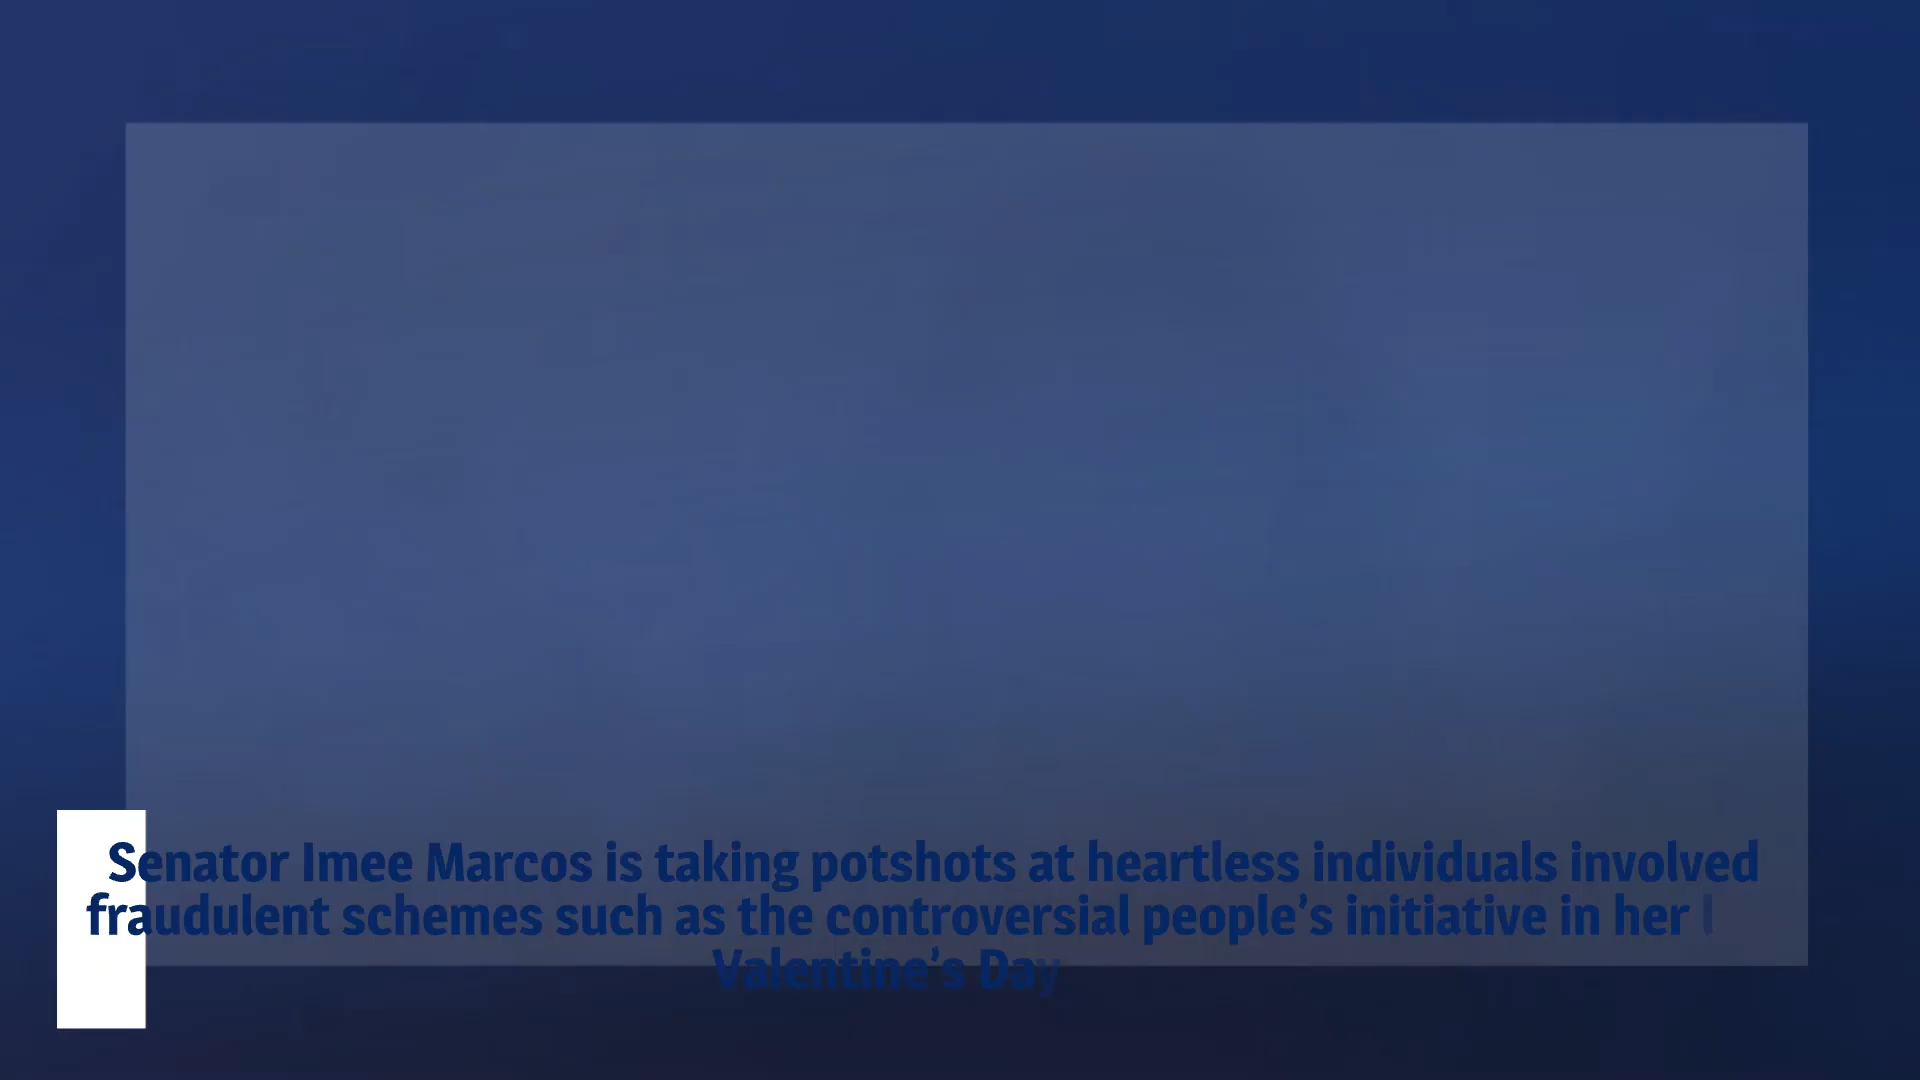 Senator Imee Marcos is taking potshots at heartless individuals involved
fraudulent schemes such as the controversial people’s initiative in her
Valentine’s Day